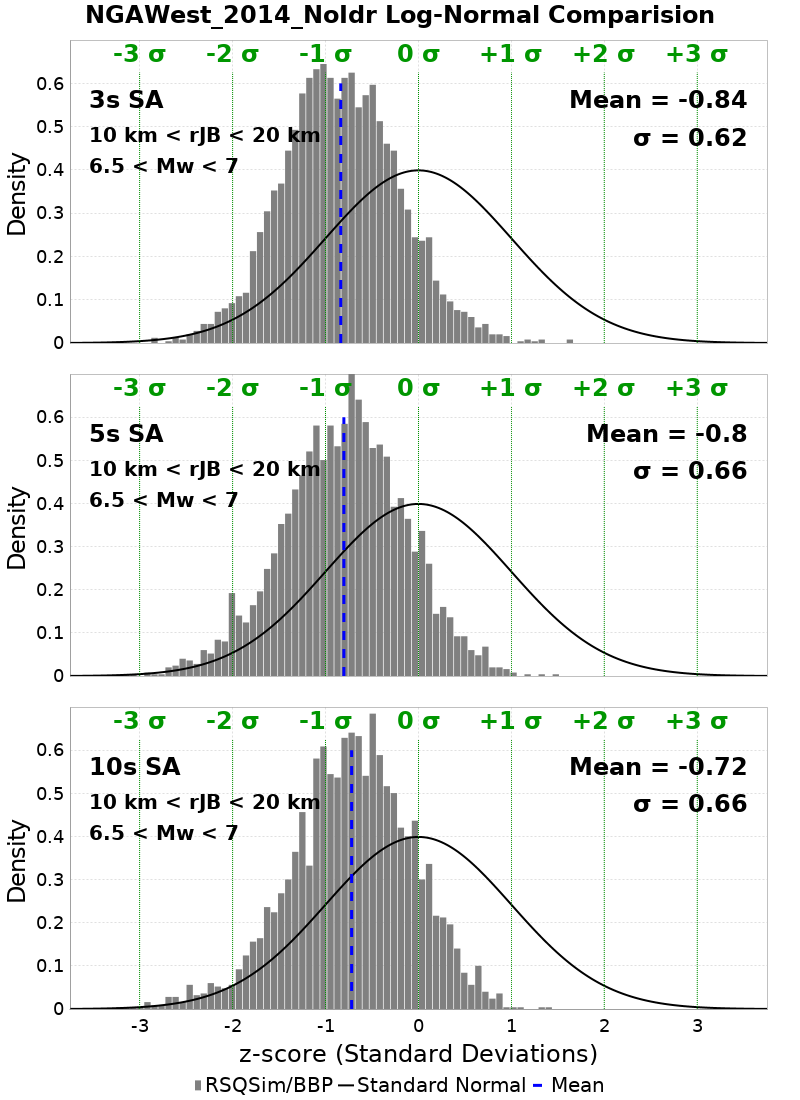 NGAWest_2014_NoIdr Log-Normal Comparision
-3 σ -2 σ -1 σ 0 σ +1 σ +2 σ +3 σ
0.6
3s SA Mean = -0.84
0.5
10 km < rJB < 20 km σ = 0.62
6.5 < Mw < 7
0.4
0.3
0.2
0.1
0
Density
-3 σ -2 σ -1 σ 0 σ +1 σ +2 σ +3 σ
0.6
5s SA Mean = -0.8
0.5
10 km < rJB < 20 km σ = 0.66
6.5 < Mw < 7
0.4
0.3
0.2
0.1
0
Density
-3 σ -2 σ -1 σ 0 σ +1 σ +2 σ +3 σ
0.6
10s SA Mean = -0.72
0.5
10 km < rJB < 20 km σ = 0.66
6.5 < Mw < 7
0.4
0.3
0.2
0.1
0
Density
-3 -2 -1 0 1 2 3
z-score (Standard Deviations)
RSQSim/BBP Standard Normal Mean